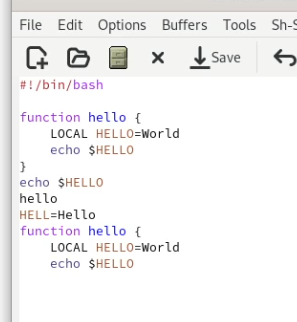 File Edit Options Buffers Tools Sh-S
Save
#!/bin/bash
function hello {
    LOCAL HELLO=World
    echo $HELLO
}
echo $HELLO
hello
HELL=Hello
function hello {
    LOCAL HELLO=World
    echo $HELLO